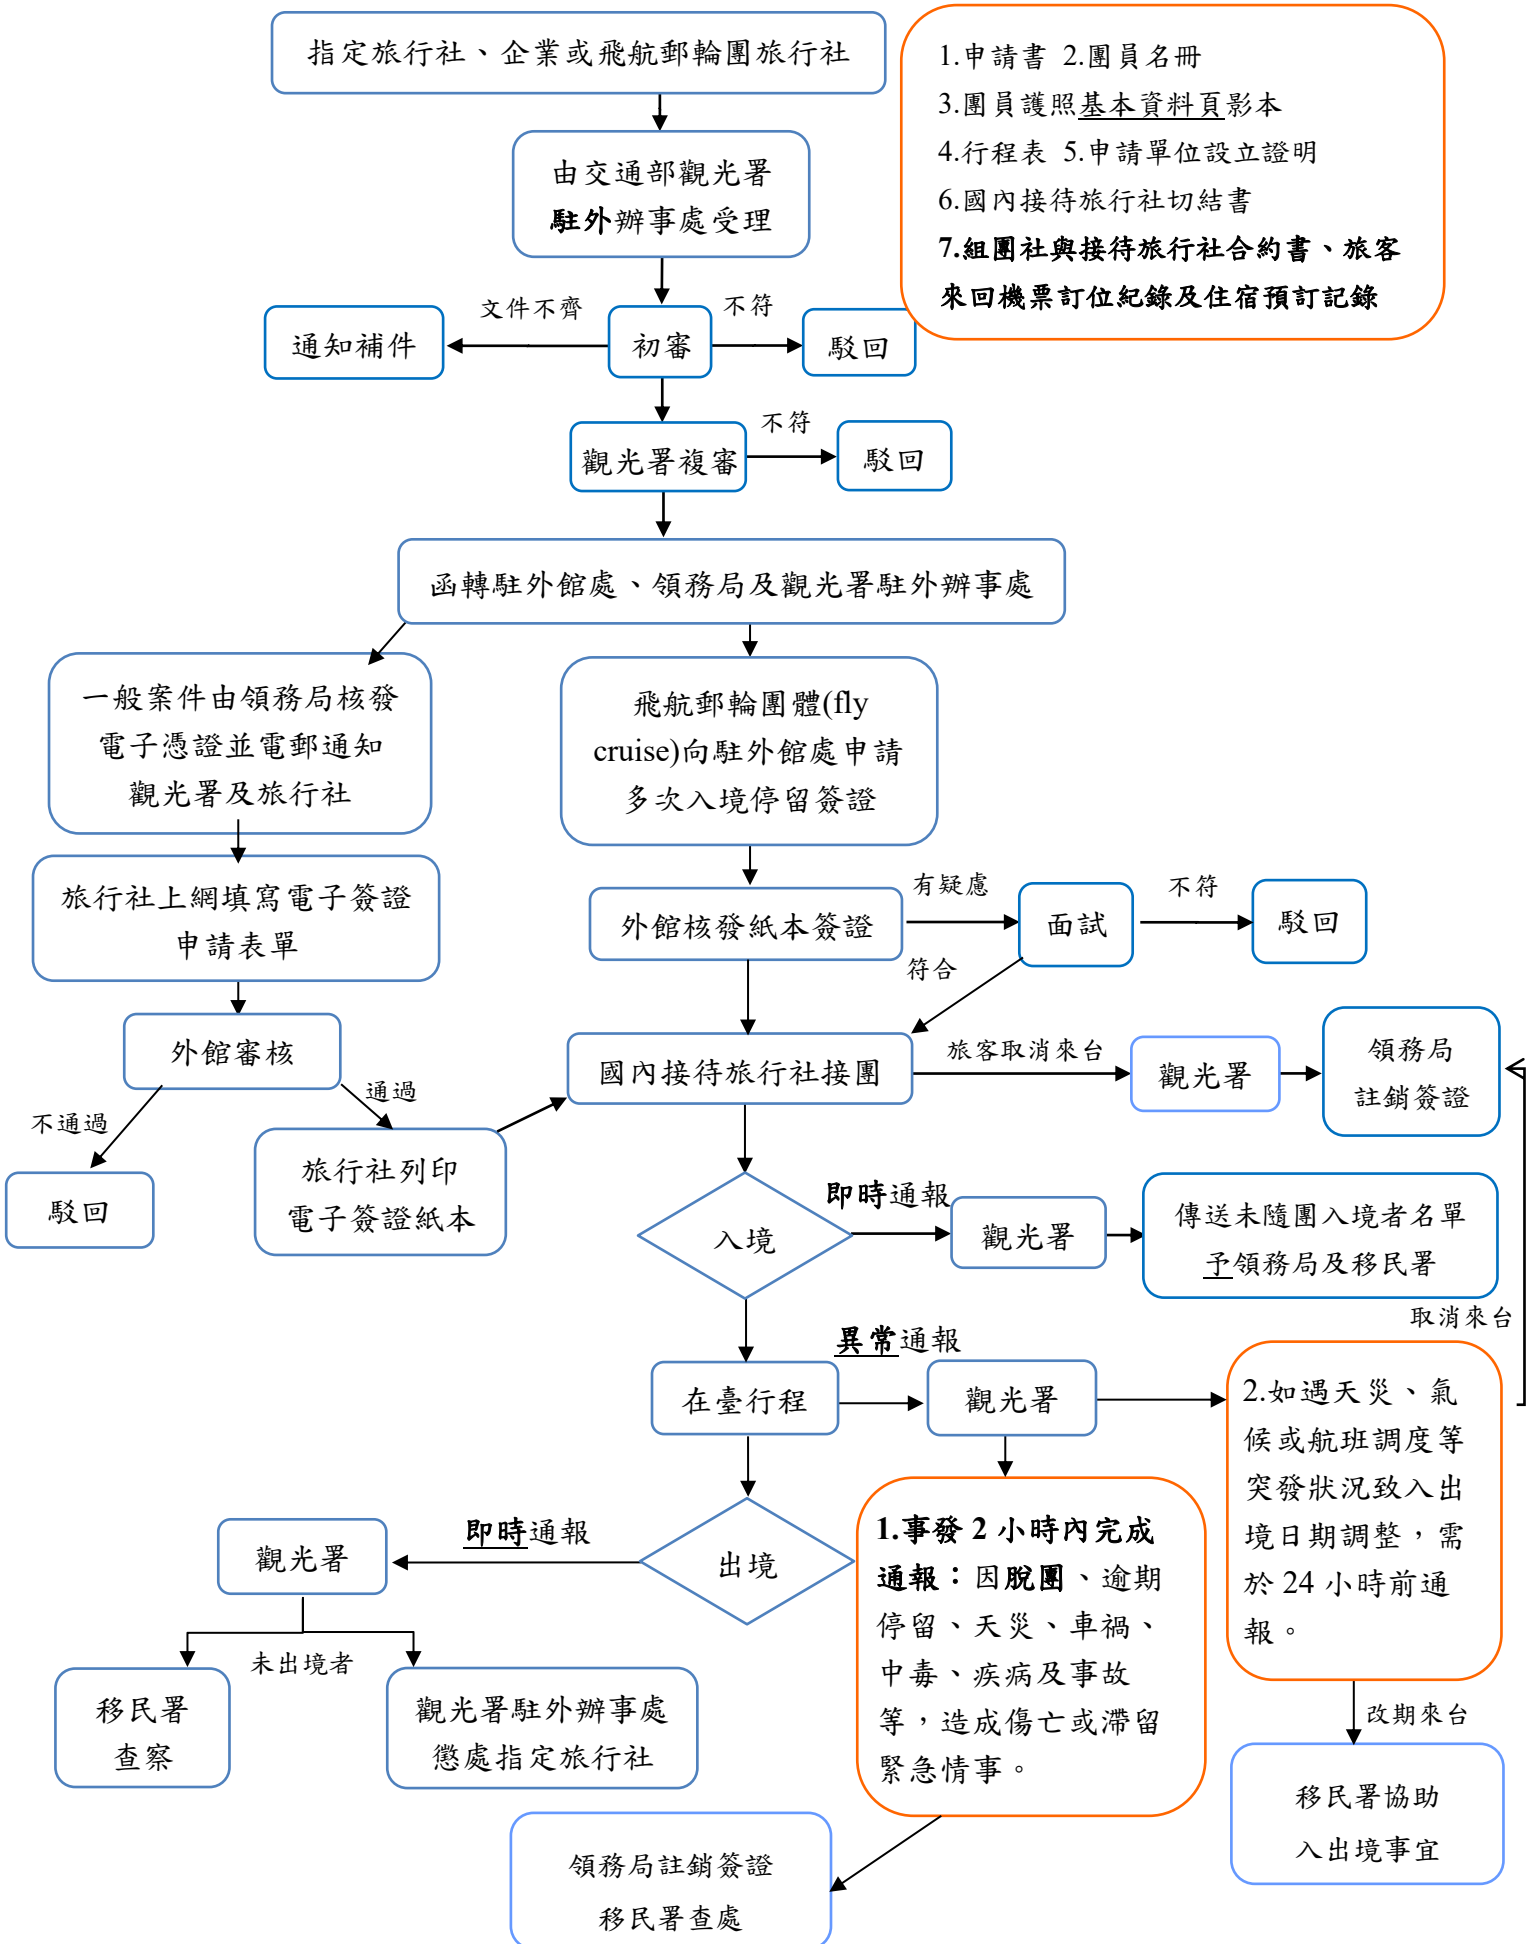 指定旅行社、企業或飛航郵輪團旅行社
1.申請書 2.團員名冊
3.團員護照基本資料頁影本
4.行程表 5.申請單位設立證明
6.國內接待旅行社切結書
7.組團社與接待旅行社合約書、旅客
來回機票訂位紀錄及住宿預訂記錄
由交通部觀光署
駐外辦事處受理
文件不齊
不符
通知補件
初審
駁回
不符
觀光署複審
駁回
函轉駐外館處、領務局及觀光署駐外辦事處
一般案件由領務局核發
電子憑證並電郵通知
觀光署及旅行社
飛航郵輪團體(fly
cruise)向駐外館處申請
多次入境停留簽證
旅行社上網填寫電子簽證
申請表單
外館核發紙本簽證
有疑慮
面試
不符
駁回
符合
外館審核
不通過
通過
駁回
旅行社列印
電子簽證紙本
國內接待旅行社接團
旅客取消來台
觀光署
領務局
註銷簽證
入境
即時通報
觀光署
傳送未隨團入境者名單
予領務局及移民署
取消來台
異常通報
在臺行程
觀光署
2.如遇天災、氣
候或航班調度等
突發狀況致入出
境日期調整，需
於 24 小時前通
報。
1.事發 2 小時內完成
通報：因脫團、逾期
停留、天災、車禍、
中毒、疾病及事故
等，造成傷亡或滯留
緊急情事。
出境
即時通報
觀光署
未出境者
移民署
查察
觀光署駐外辦事處
懲處指定旅行社
改期來台
移民署協助
入出境事宜
領務局註銷簽證
移民署查處